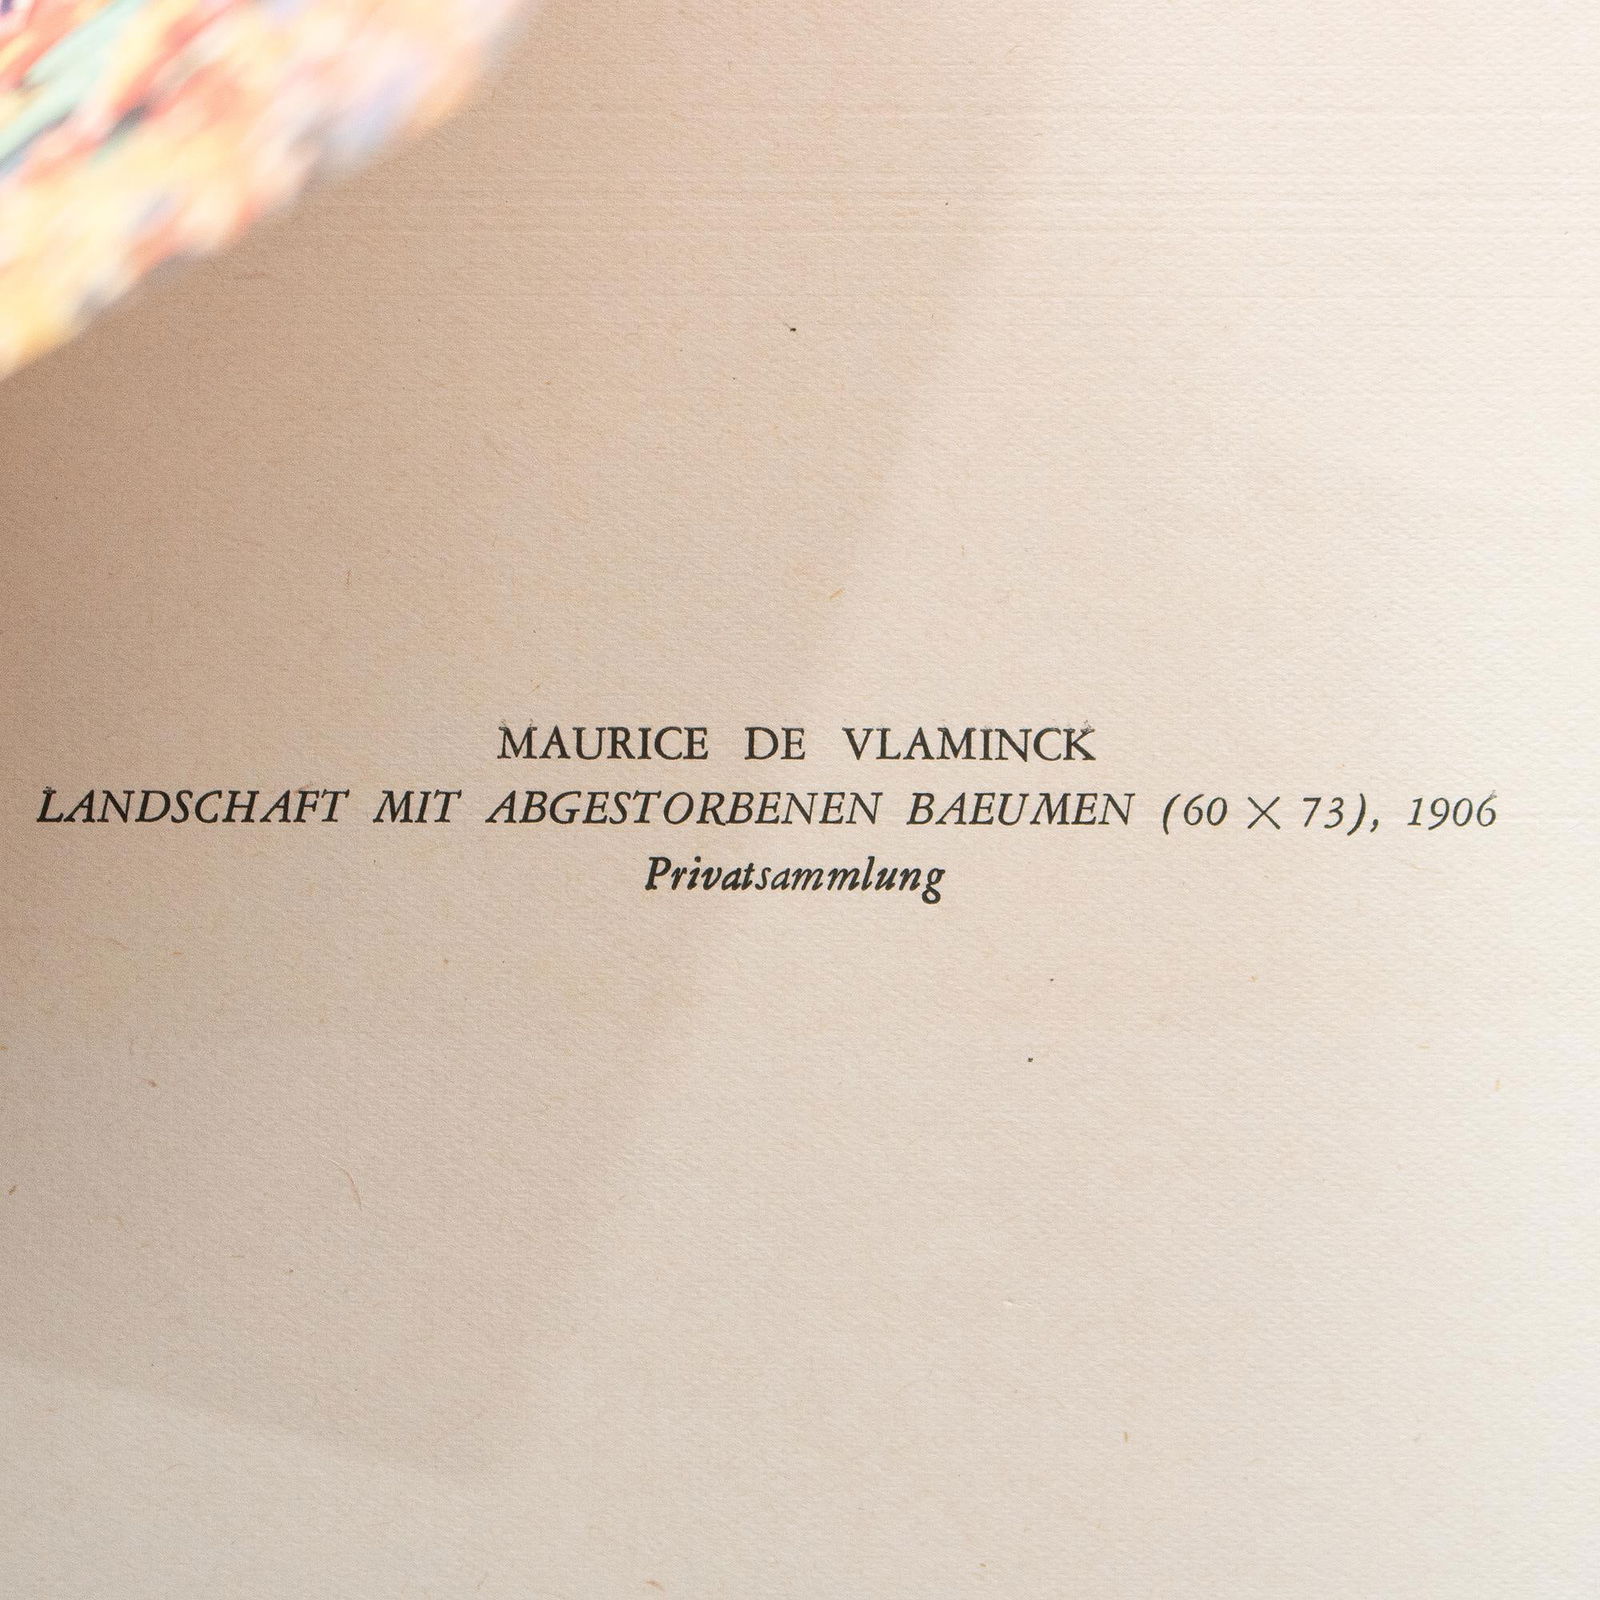 MAURICE DE VLAMINCK
LANDSCHAFT MIT ABGESTORBENEN BAEUMEN (60 × 73), 1906
Privatsammlung